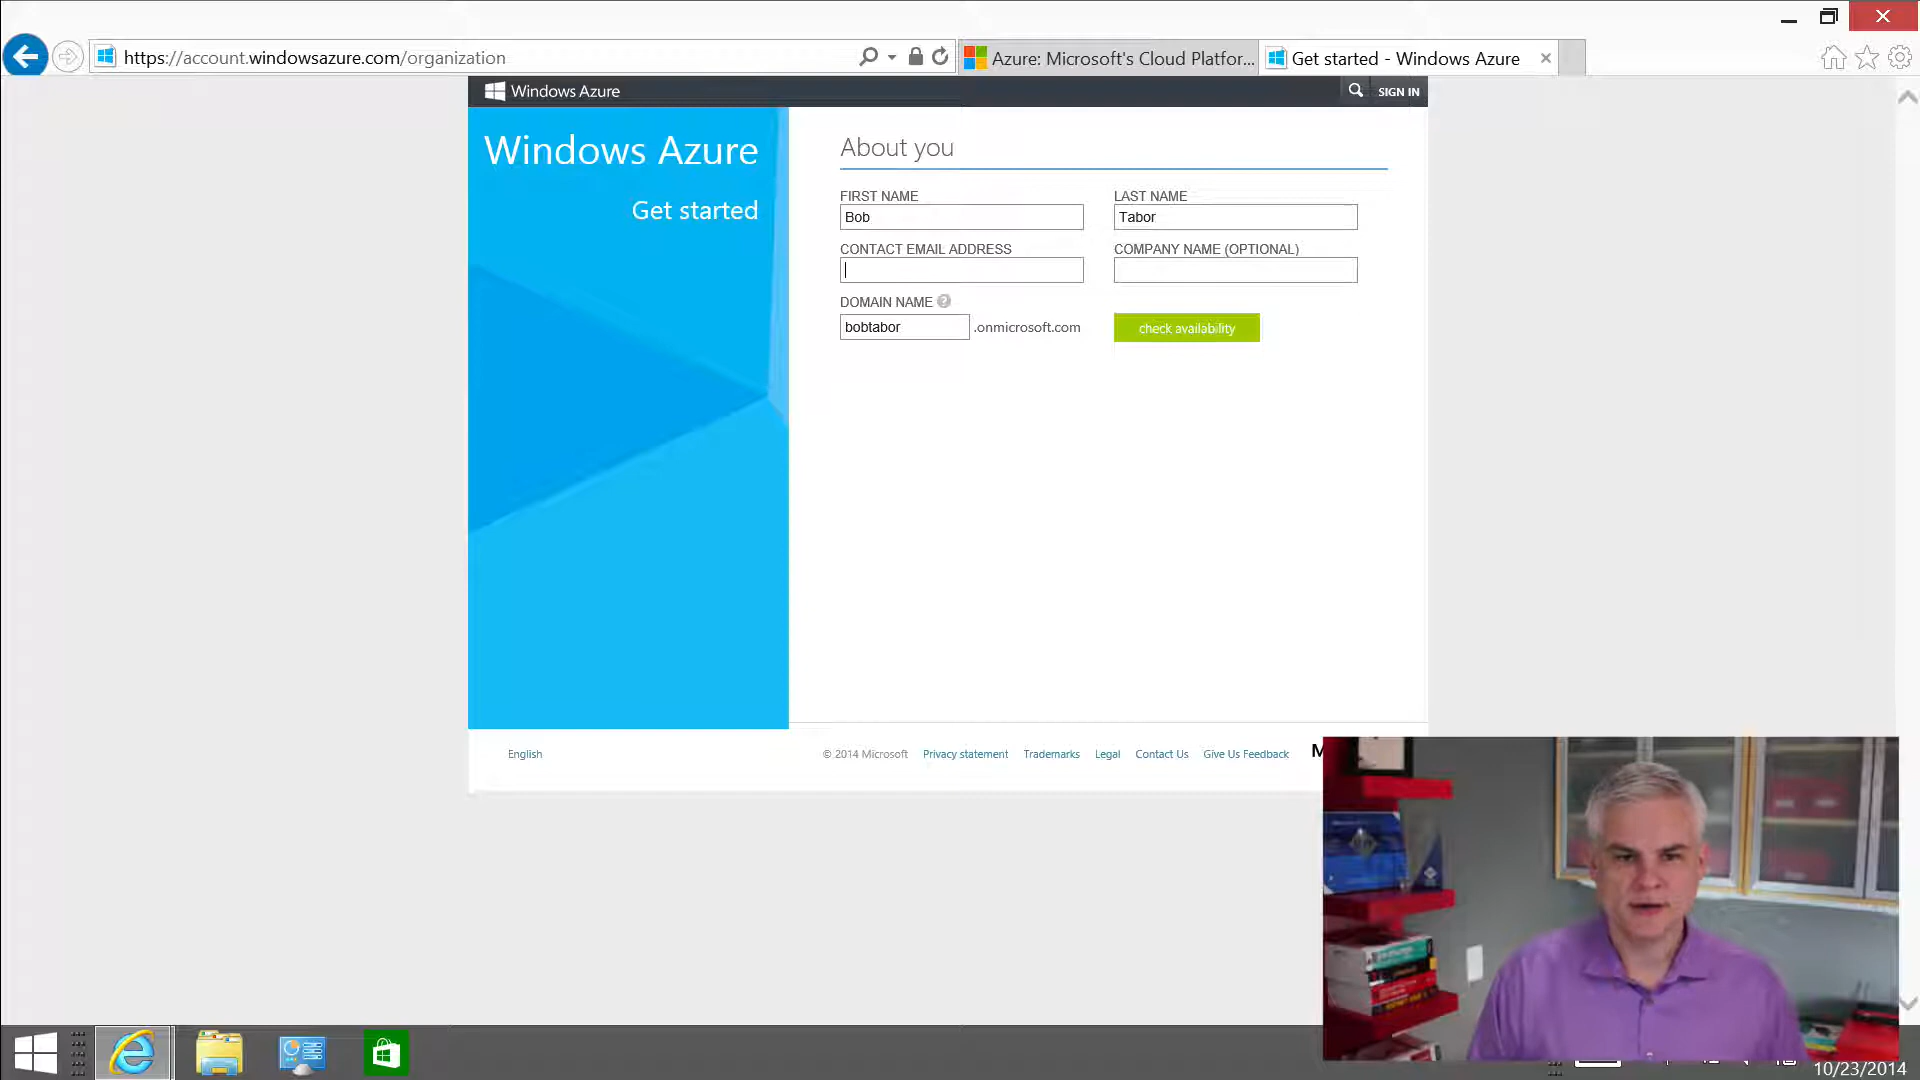 https://account.windowsazure.com/organization
Azure: Microsoft's Cloud Platfor...
Get started - Windows Azure
Windows Azure
SIGN IN
Windows Azure
Get started
About you
FIRST NAME
LAST NAME
Bob
Tabor
CONTACT EMAIL ADDRESS
COMPANY NAME (OPTIONAL)
DOMAIN NAME ?
bobtabor
.onmicrosoft.com
check availability
English
© 2014 Microsoft
Privacy statement
Trademarks
Legal
Contact Us
Give Us Feedback
M
10/23/2014